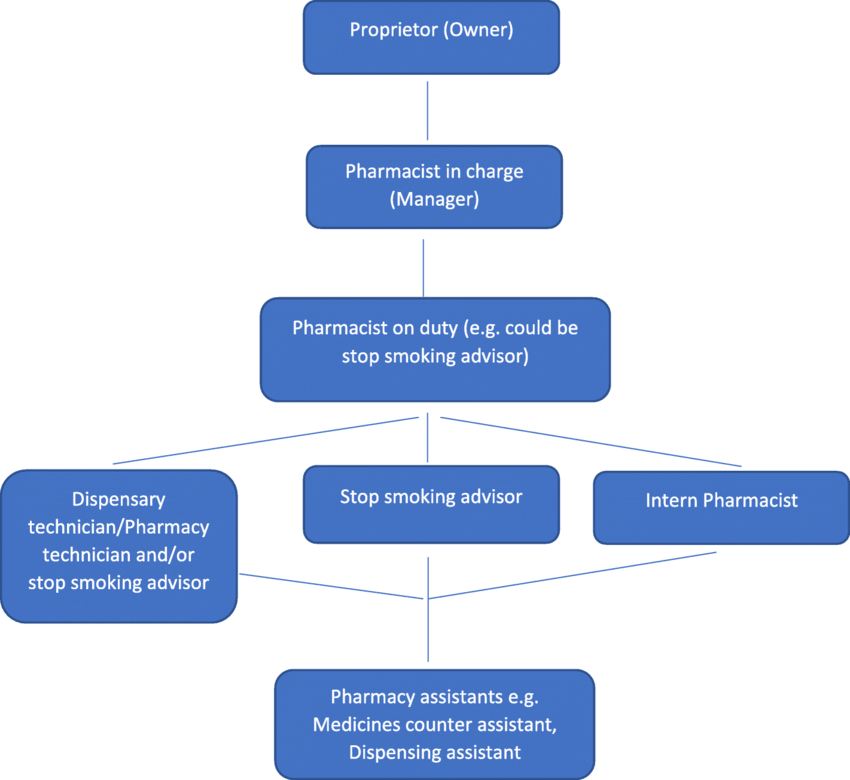 Proprietor (Owner)
Pharmacist in charge
(Manager)
Pharmacist on duty (e.g. could be
stop smoking advisor)
Dispensary
technician/Pharmacy
technician and/or
stop smoking advisor
Stop smoking advisor
Intern Pharmacist
Pharmacy assistants e.g.
Medicines counter assistant,
Dispensing assistant